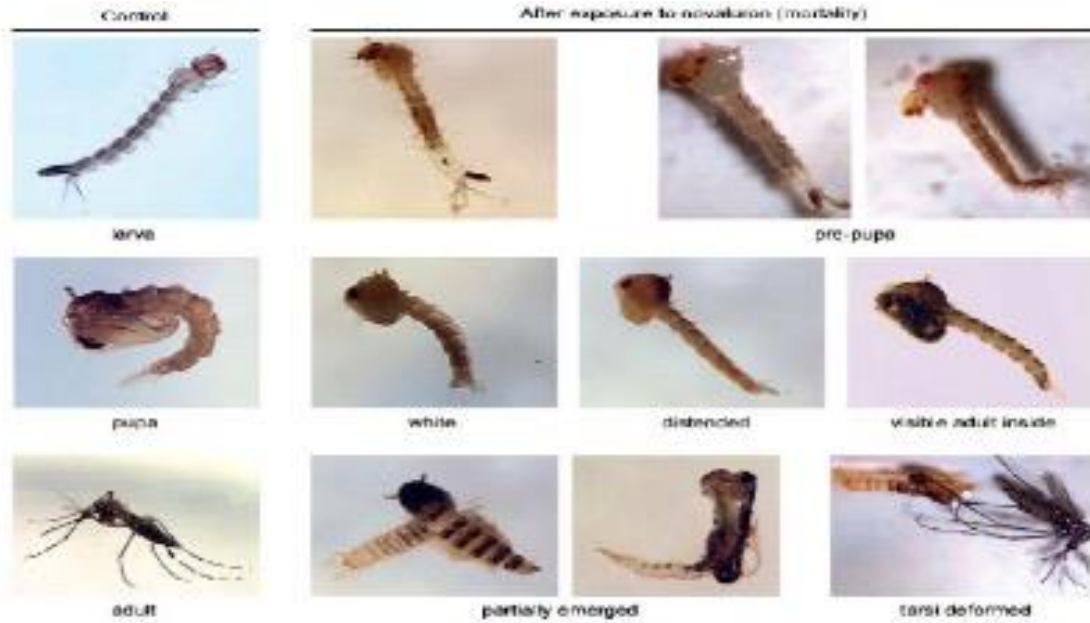 Control
After exposure to novaluron (mortality)
larva
pre-pupa
pupa
white
distended
visible adult inside
adult
partially emerged
tarsi deformed